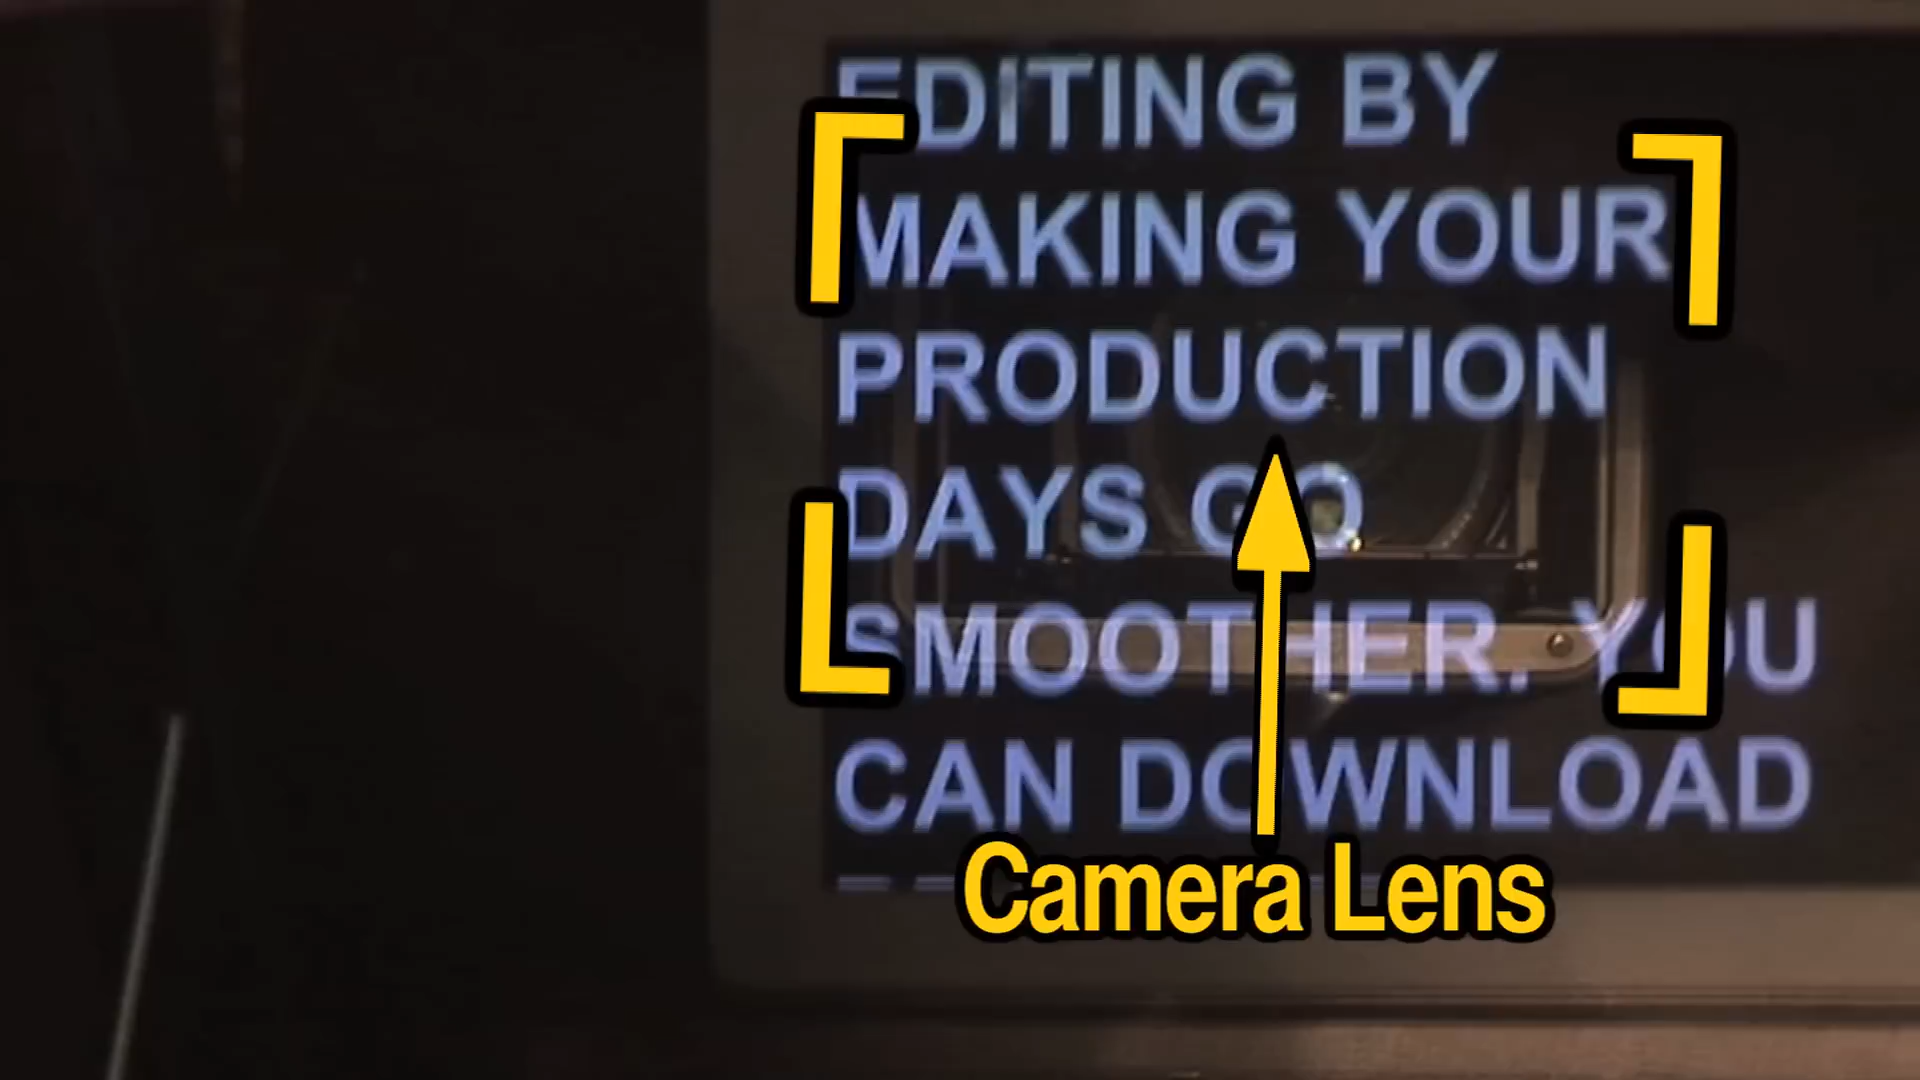 EDITING BY
MAKING YOUR
PRODUCTION
DAYS GO
SMOOTHER. YOU
CAN DOWNLOAD
Camera Lens